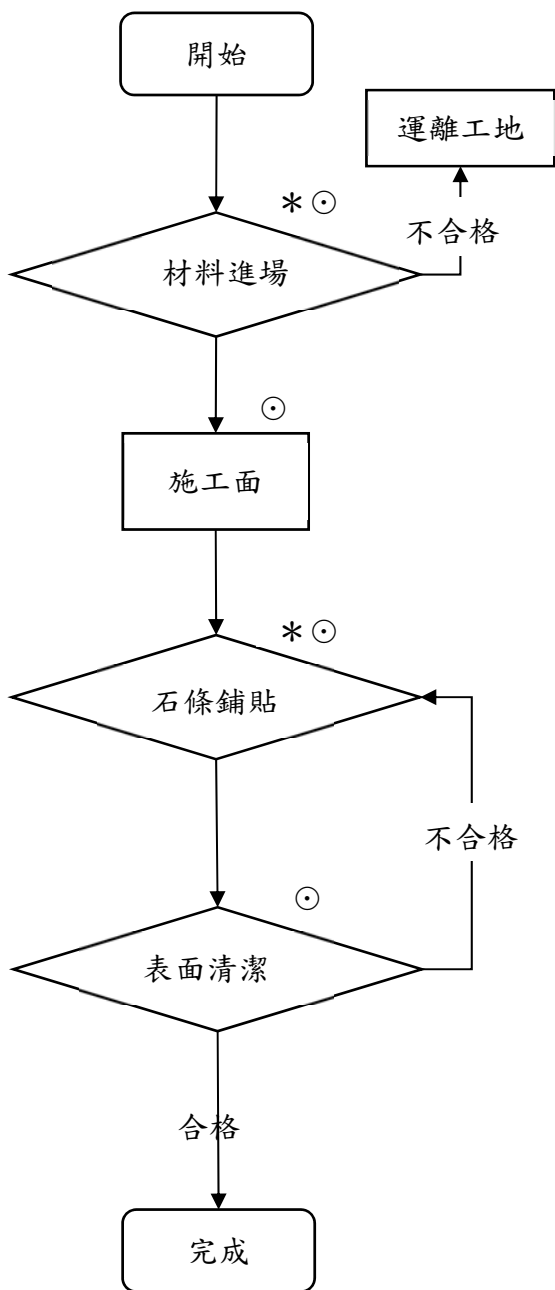 開始
運離工地
＊⊙
不合格
材料進場
⊙
施工面
＊⊙
石條鋪貼
不合格
⊙
表面清潔
合格
完成